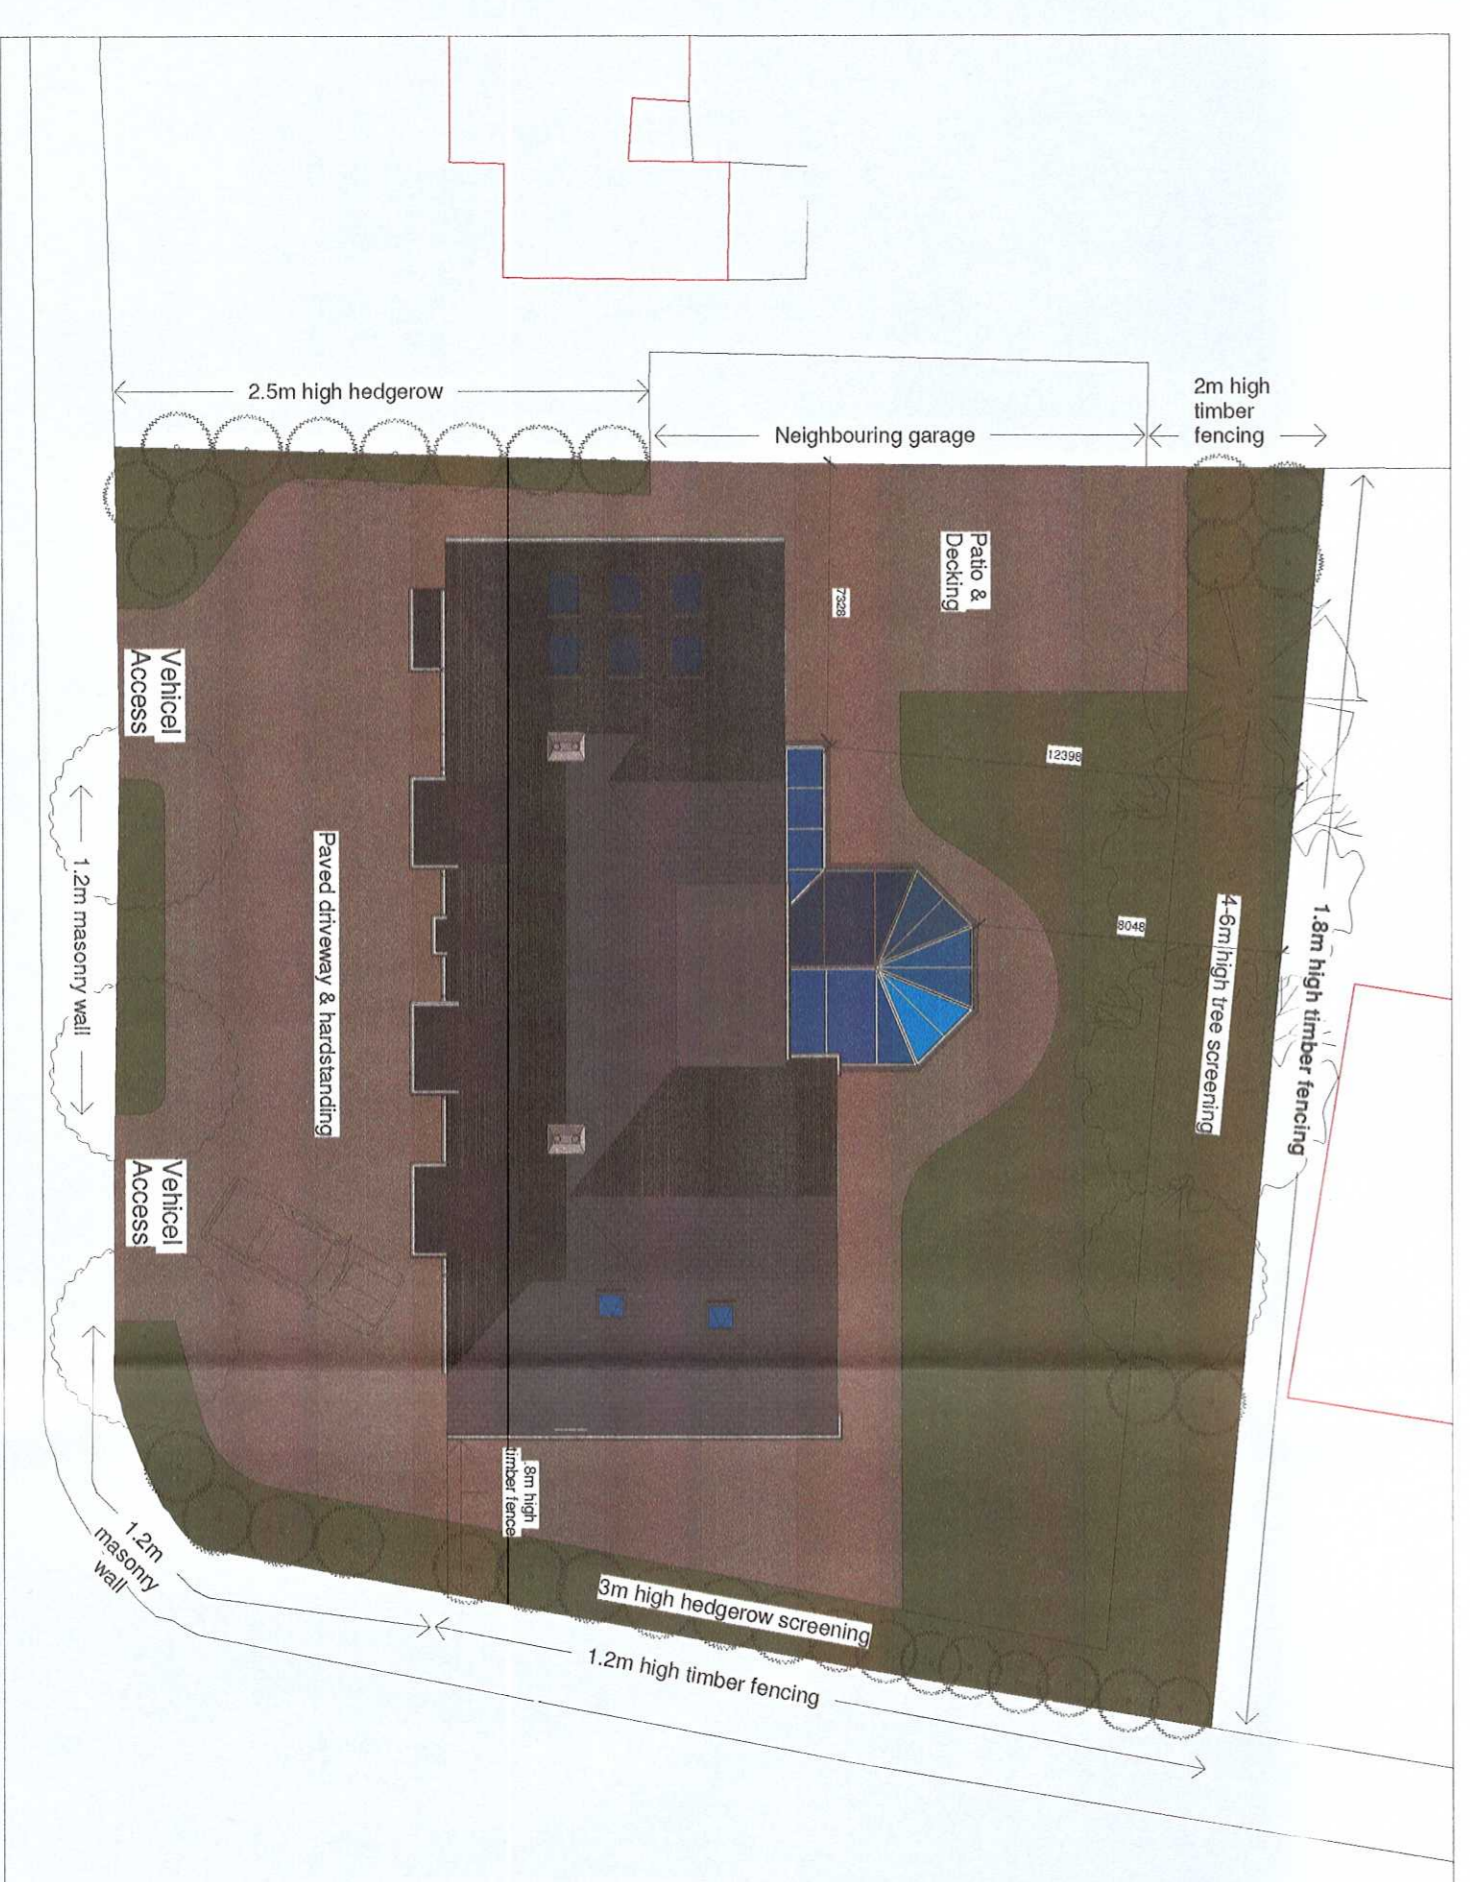 2.5m high hedgerow
2m high
timber
fencing
Neighbouring garage
Patio &
Decking
7328
12398
Vehicel
Access
1.2m masonry wall
Paved driveway & hardstanding
8048
4-6m high tree screening
1.8m high timber fencing
Vehicel
Access
.8m high
timber fence
1.2m
masonry
wall
3m high hedgerow screening
1.2m high timber fencing